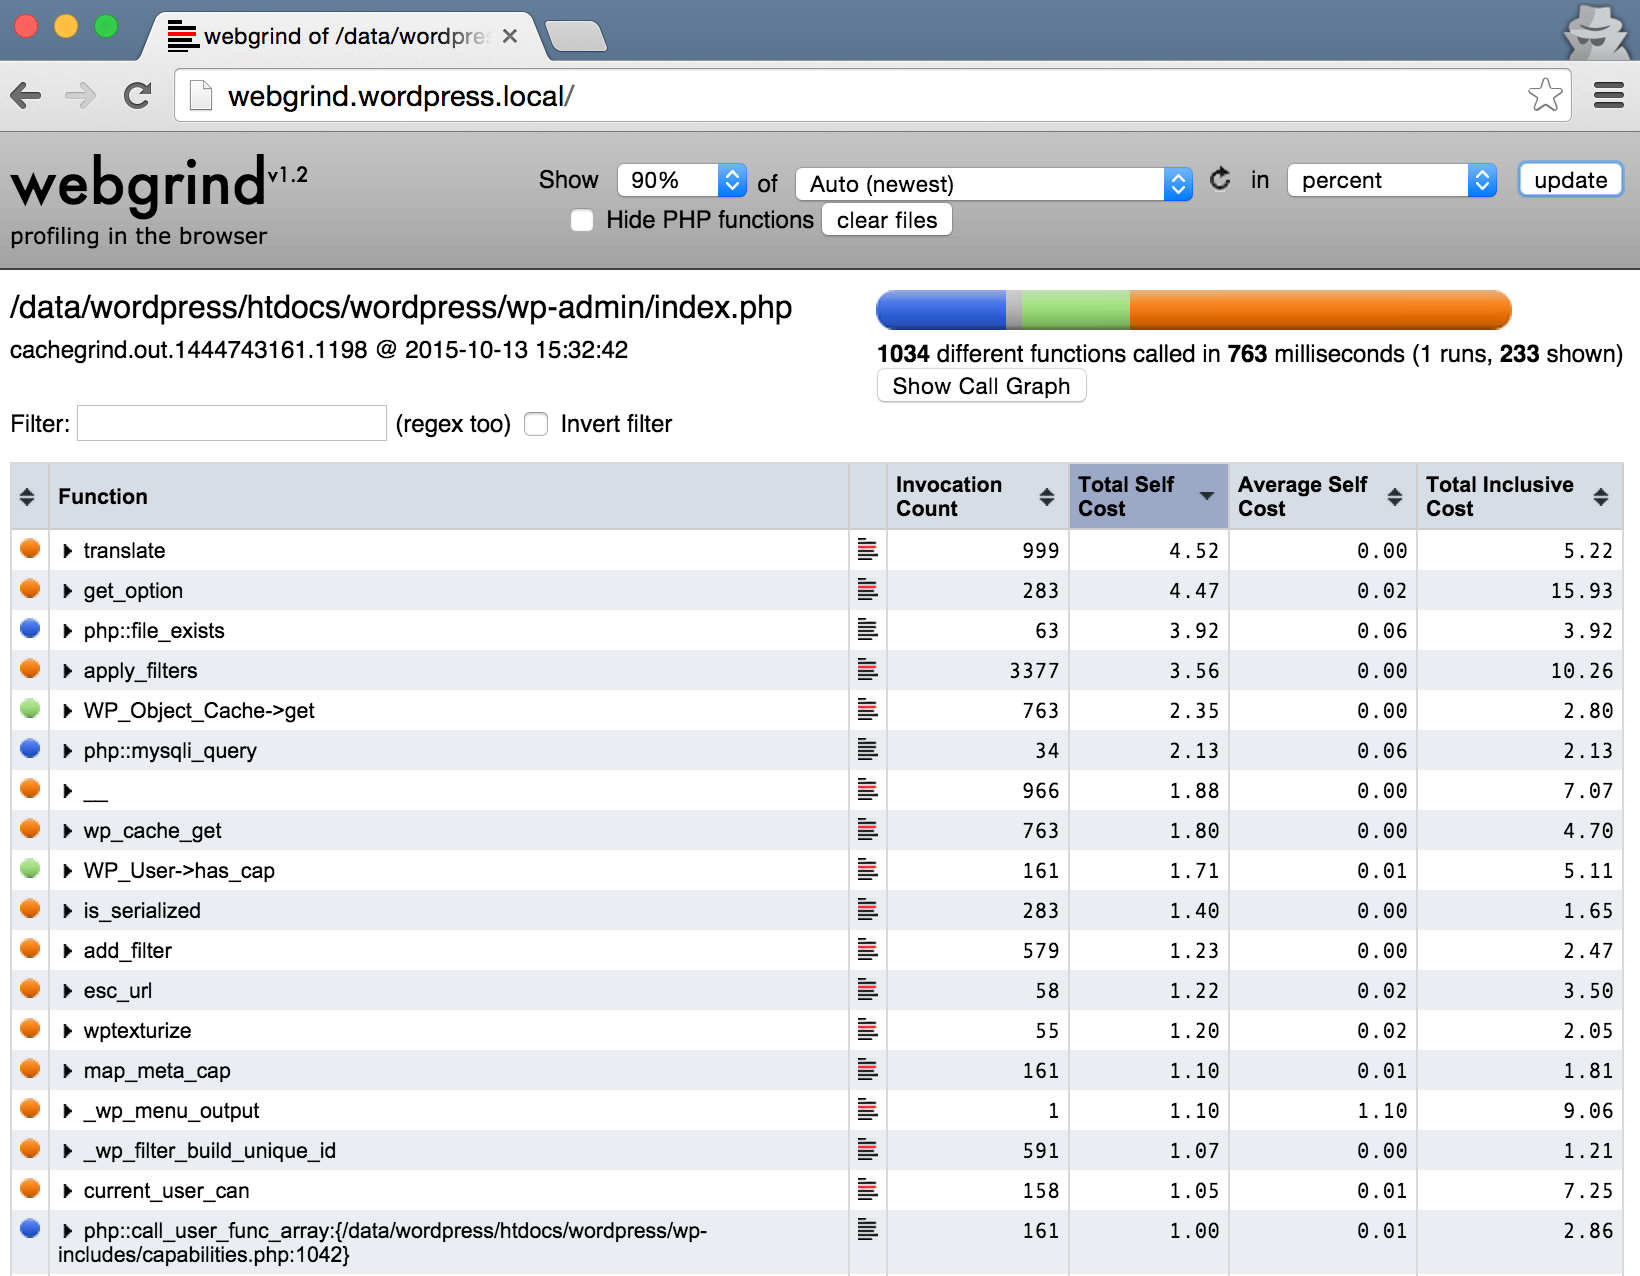 webgrind of /data/wordpre
webgrind.wordpress.local/
webgrind v1.2
profiling in the browser
Show 90% of Auto (newest) in percent update
Hide PHP functions clear files
/data/wordpress/htdocs/wordpress/wp-admin/index.php
cachegrind.out.1444743161.1198 @ 2015-10-13 15:32:42
1034 different functions called in 763 milliseconds (1 runs, 233 shown)
Show Call Graph
Filter: (regex too) Invert filter
Function Invocation Count Total Self Cost Average Self Cost Total Inclusive Cost
translate 999 4.52 0.00 5.22
get_option 283 4.47 0.02 15.93
php::file_exists 63 3.92 0.06 3.92
apply_filters 3377 3.56 0.00 10.26
WP_Object_Cache->get 763 2.35 0.00 2.80
php::mysqli_query 34 2.13 0.06 2.13
__ 966 1.88 0.00 7.07
wp_cache_get 763 1.80 0.00 4.70
WP_User->has_cap 161 1.71 0.01 5.11
is_serialized 283 1.40 0.00 1.65
add_filter 579 1.23 0.00 2.47
esc_url 58 1.22 0.02 3.50
wptexturize 55 1.20 0.02 2.05
map_meta_cap 161 1.10 0.01 1.81
_wp_menu_output 1 1.10 1.10 9.06
_wp_filter_build_unique_id 591 1.07 0.00 1.21
current_user_can 158 1.05 0.01 7.25
php::call_user_func_array:{/data/wordpress/htdocs/wordpress/wp- 161 1.00 0.01 2.86
includes/capabilities.php:1042}